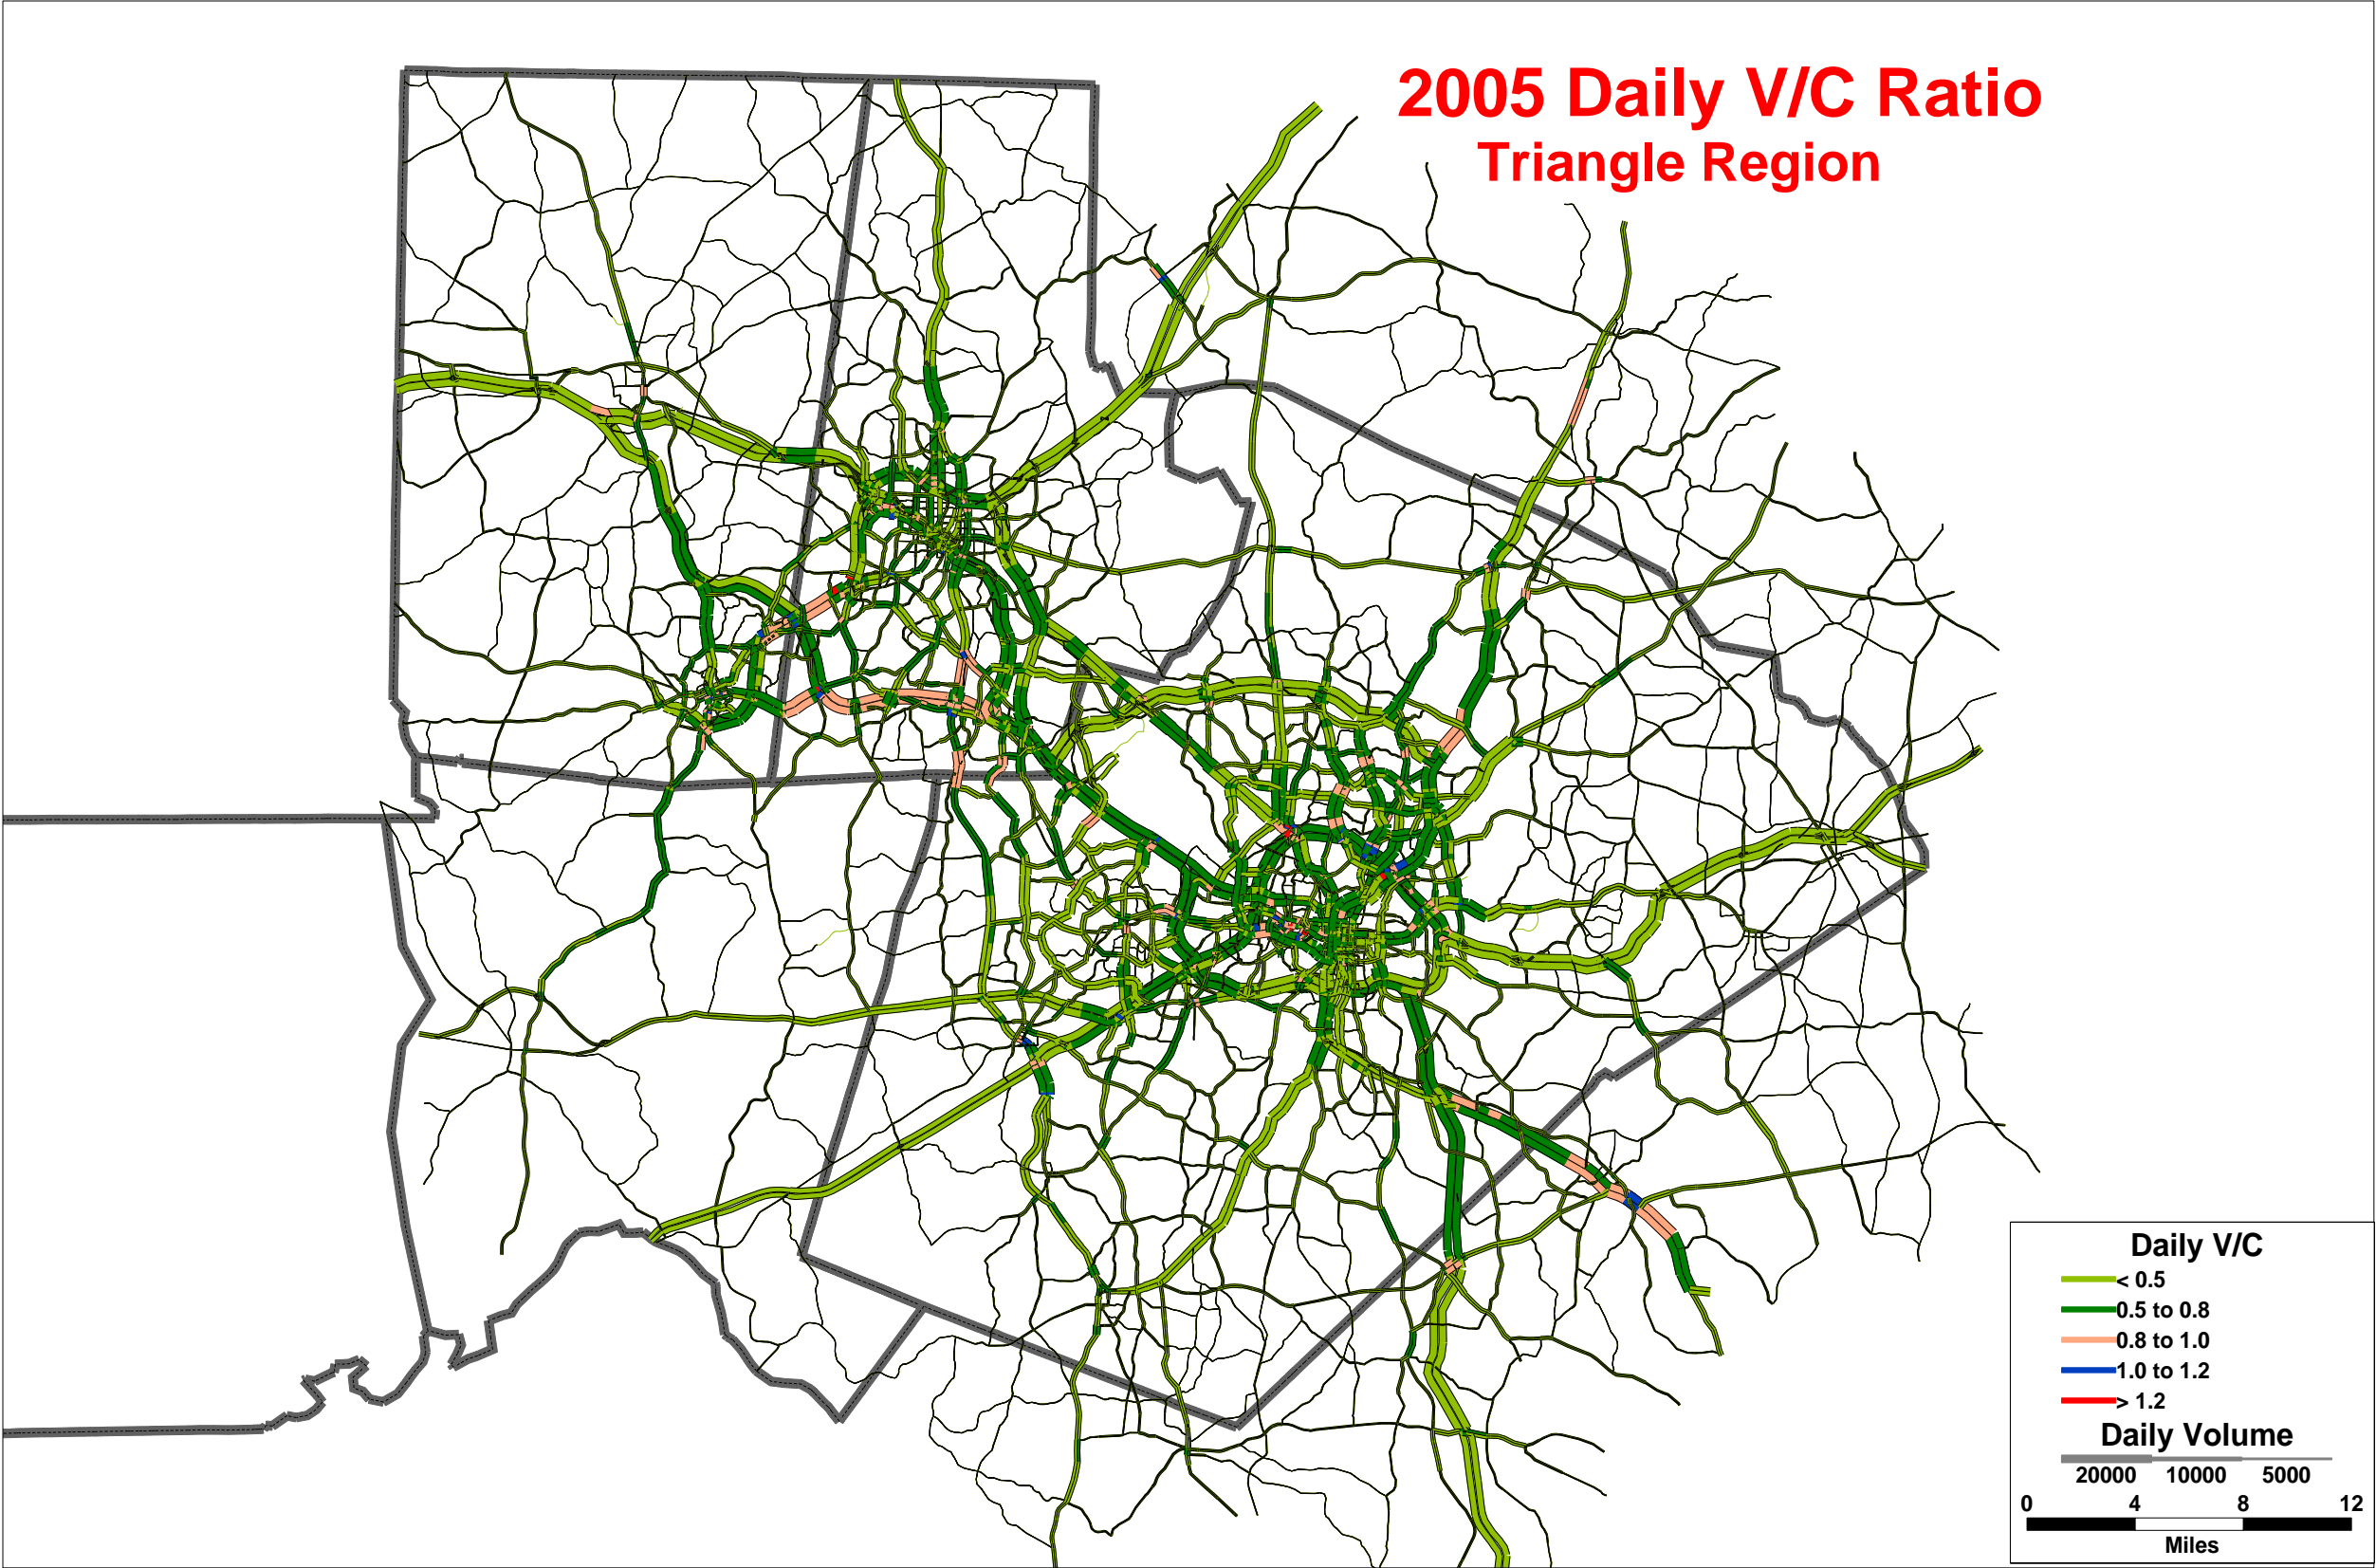 2005 Daily V/C Ratio
Triangle Region
Daily V/C
< 0.5
0.5 to 0.8
0.8 to 1.0
1.0 to 1.2
> 1.2
Daily Volume
20000 10000 5000
0 4 8 12
Miles